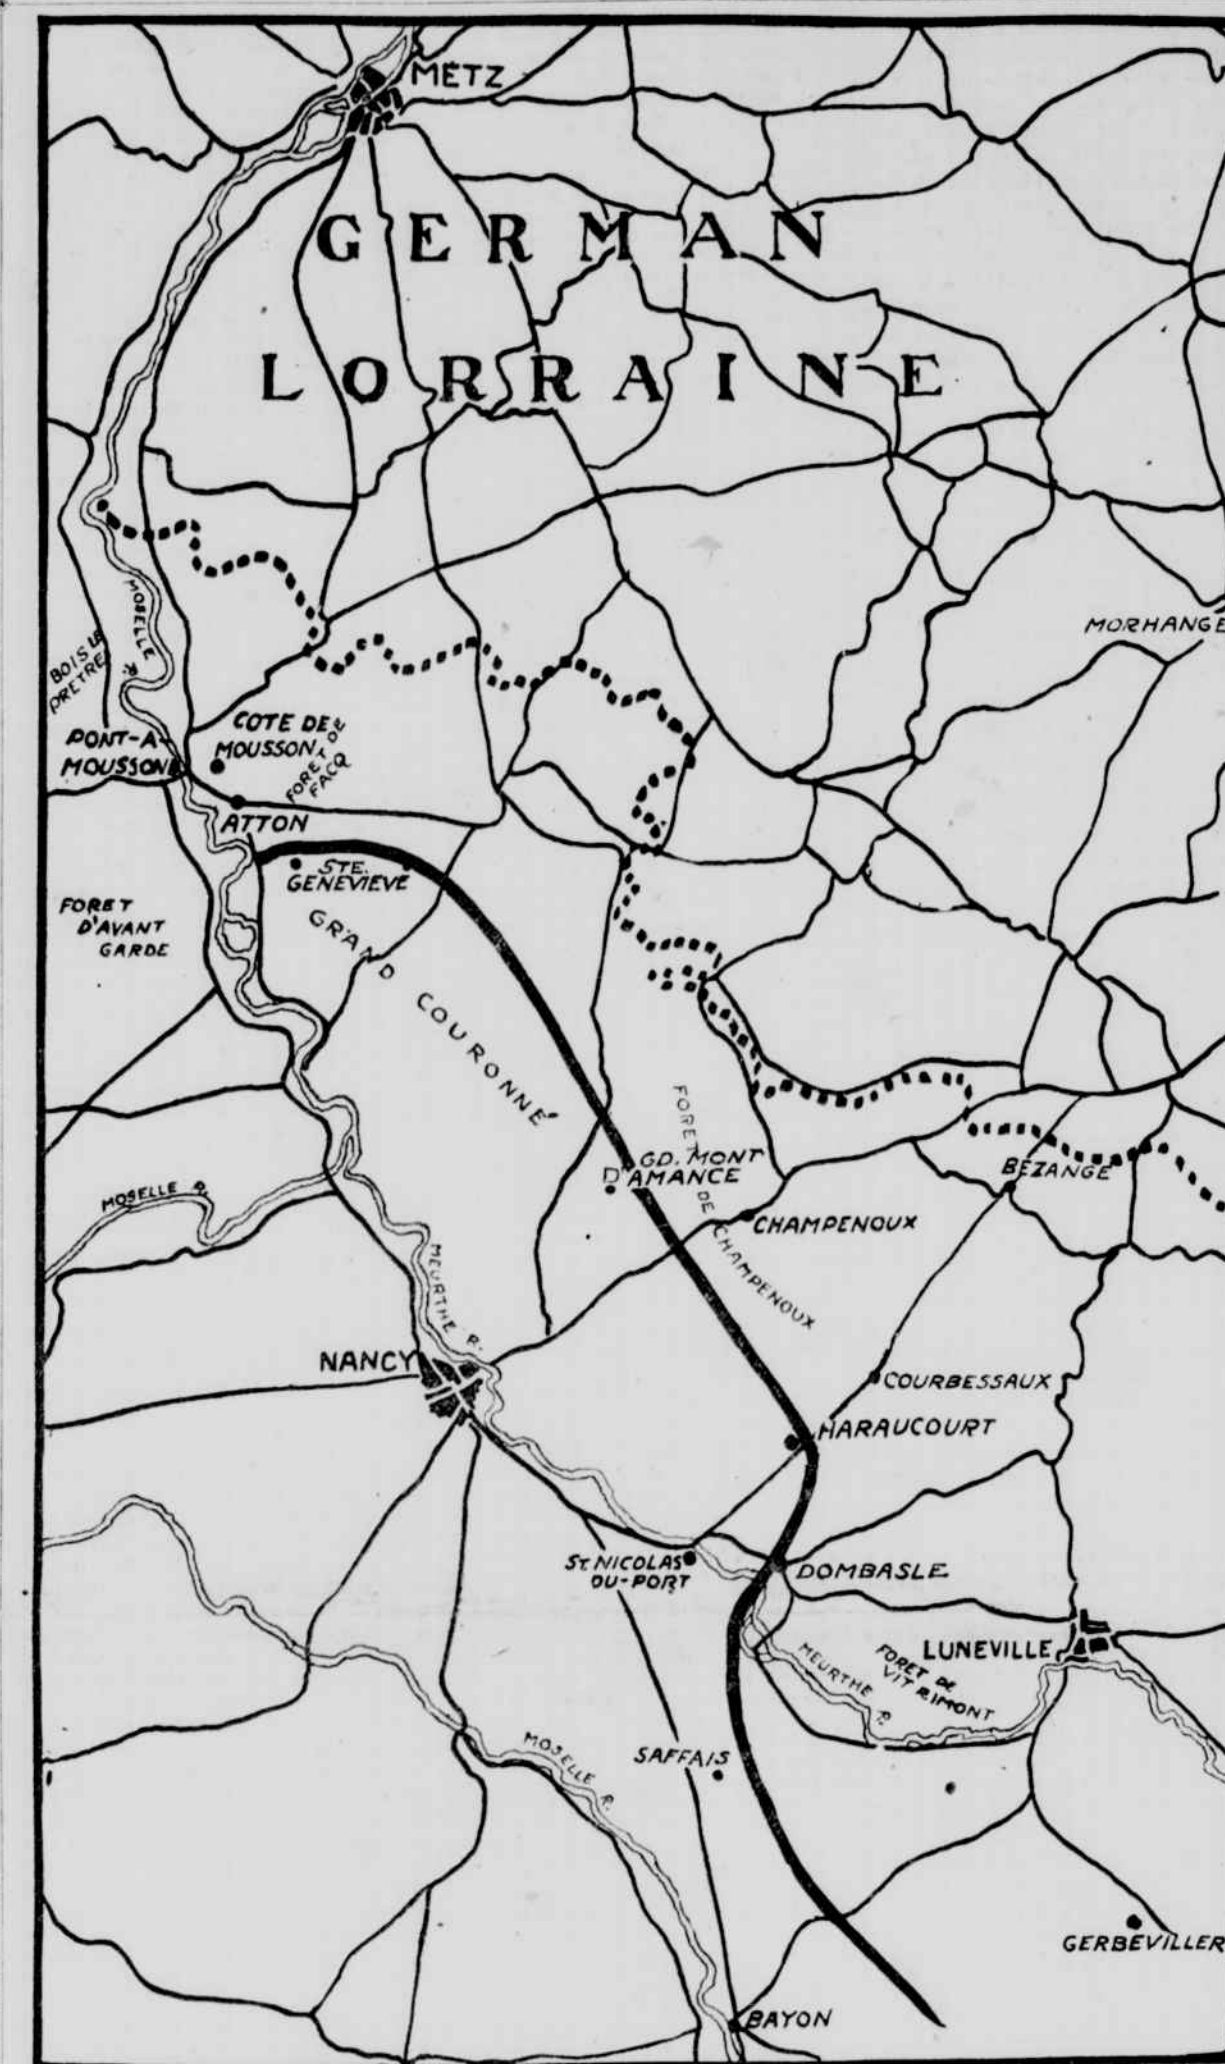 METZ
GERMAN
LORRAINE
MORHANGE
MOSELLE R.
BOIS LE
PRETRE
COTE DE
MOUSSON
FORET DE
FACQ
PONT-A-
MOUSSON
ATTON
STE.
GENEVIEVE
FORET
D'AVANT
GARDE
GRAND COURONNÉ
FORET DE CHAMPENOUX
GD. MONT
D'AMANCE
BEZANGE
MOSELLE R.
CHAMPENOUX
MEURTHE R.
NANCY
COURBESSAUX
HARAUCOURT
ST. NICOLAS
DU-PORT
DOMBASLE
LUNEVILLE
MEURTHE R.
FORET DE
VITRIMONT
MOSELLE R.
SAFFAIS
GERBÉVILLER
BAYON